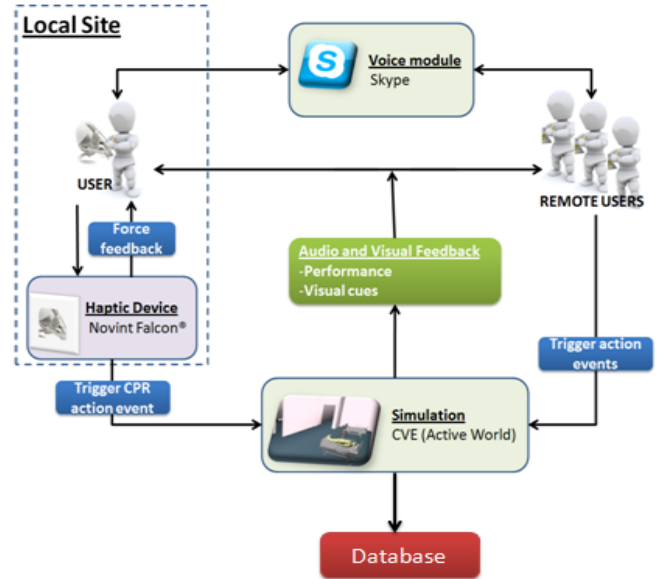 Local Site
Voice module
Skype
USER
REMOTE USERS
Force
feedback
Audio and Visual Feedback
-Performance
-Visual cues
Haptic Device
Novint Falcon®
Trigger action
events
Trigger CPR
action event
Simulation
CVE (Active World)
Database